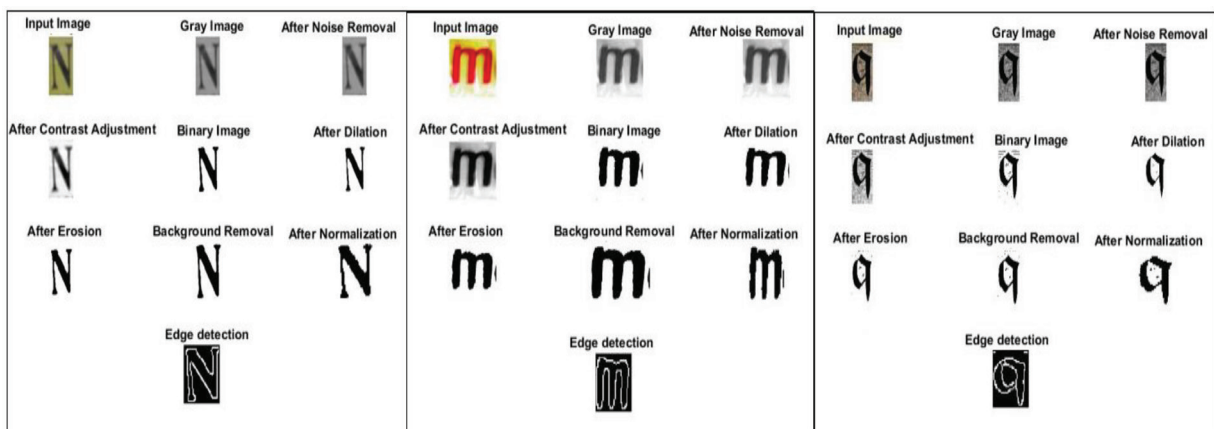 Input Image Gray Image After Noise Removal
N N N
After Contrast Adjustment Binary Image After Dilation
N N N
After Erosion Background Removal After Normalization
N N N
Edge detection
N
Input Image Gray Image After Noise Removal
m m m
After Contrast Adjustment Binary Image After Dilation
m m m
After Erosion Background Removal After Normalization
m m m
Edge detection
m
Input Image Gray Image After Noise Removal
q q q
After Contrast Adjustment Binary Image After Dilation
q q q
After Erosion Background Removal After Normalization
q q q
Edge detection
q